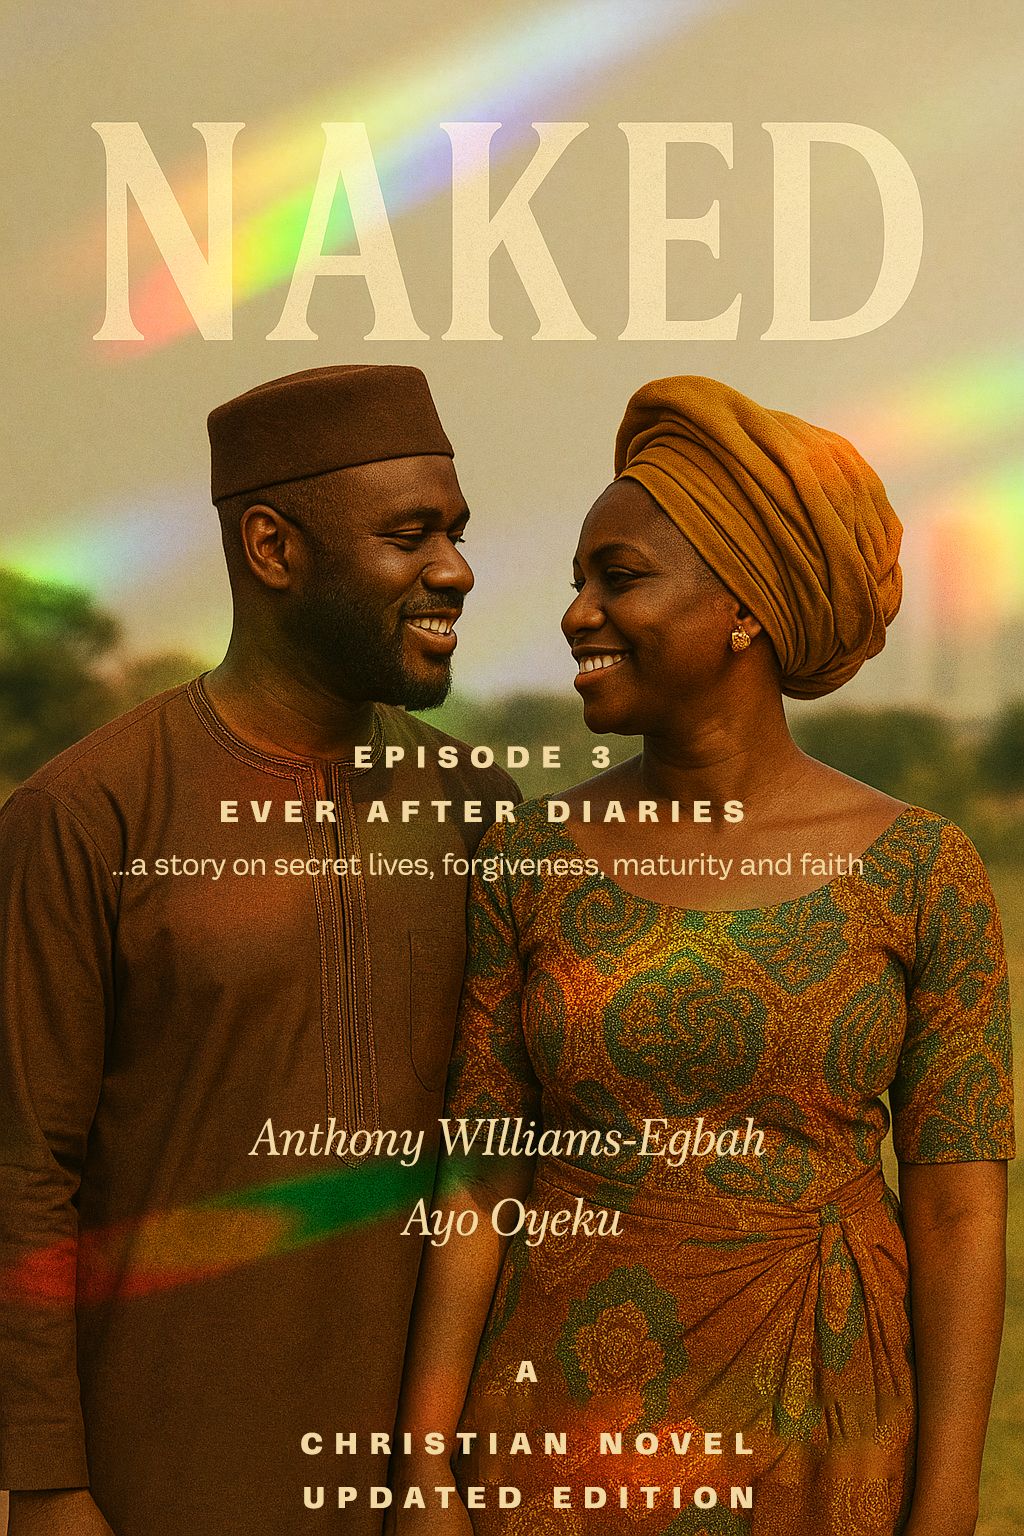 NAKED
EPISODE 3
EVER AFTER DIARIES
...a story on secret lives, forgiveness, maturity and faith
Anthony WIlliams-Egbah
Ayo Oyeku
A
CHRISTIAN NOVEL
UPDATED EDITION